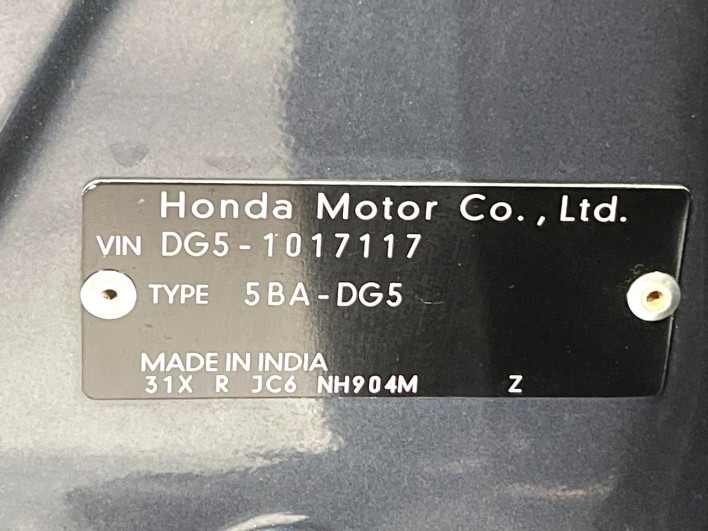 Honda Motor Co., Ltd.
VIN DG5-1017117
TYPE 5BA-DG5
MADE IN INDIA
31X R JC6 NH904M Z